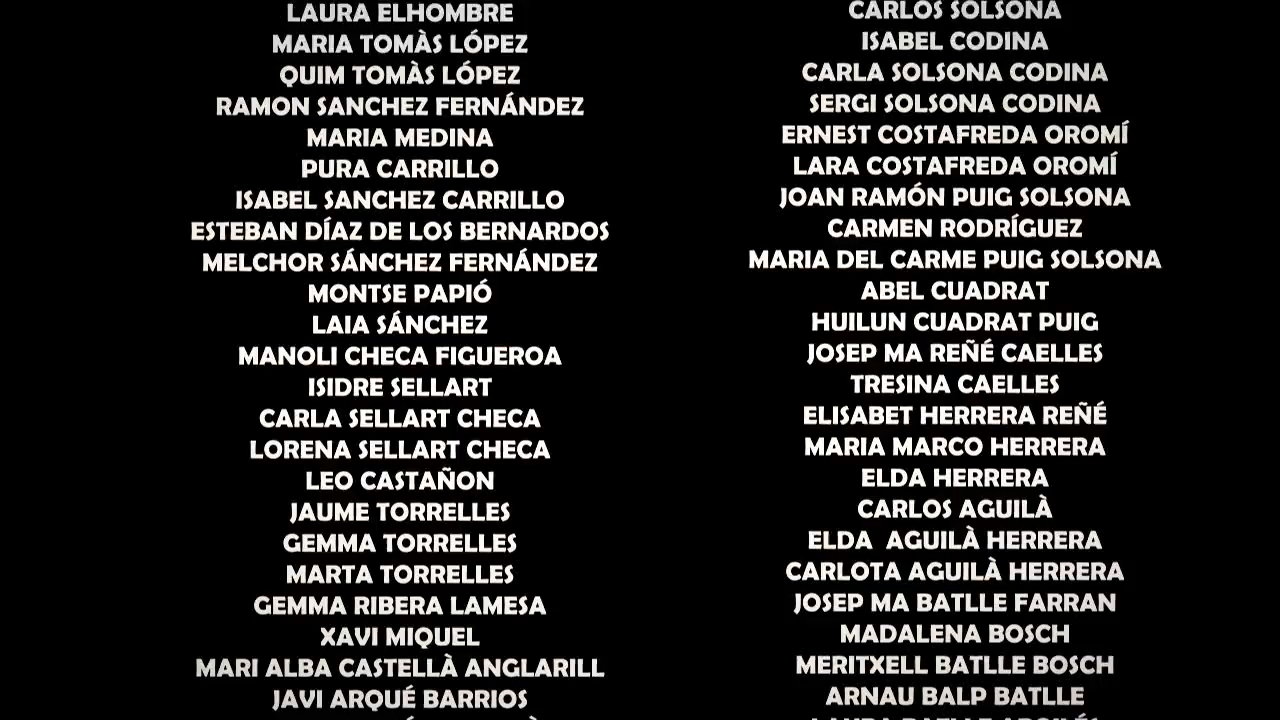 LAURA ELHOMBRE
MARIA TOMÀS LÓPEZ
QUIM TOMÀS LÓPEZ
RAMON SANCHEZ FERNÁNDEZ
MARIA MEDINA
PURA CARRILLO
ISABEL SANCHEZ CARRILLO
ESTEBAN DÍAZ DE LOS BERNARDOS
MELCHOR SÁNCHEZ FERNÁNDEZ
MONTSE PAPIÓ
LAIA SÁNCHEZ
MANOLI CHECA FIGUEROA
ISIDRE SELLART
CARLA SELLART CHECA
LORENA SELLART CHECA
LEO CASTAÑON
JAUME TORRELLES
GEMMA TORRELLES
MARTA TORRELLES
GEMMA RIBERA LAMESA
XAVI MIQUEL
MARI ALBA CASTELLÀ ANGLARILL
JAVI ARQUÉ BARRIOS
CARLOS SOLSONA
ISABEL CODINA
CARLA SOLSONA CODINA
SERGI SOLSONA CODINA
ERNEST COSTAFREDA OROMÍ
LARA COSTAFREDA OROMÍ
JOAN RAMÓN PUIG SOLSONA
CARMEN RODRÍGUEZ
MARIA DEL CARME PUIG SOLSONA
ABEL CUADRAT
HUILUN CUADRAT PUIG
JOSEP MA REÑÉ CAELLES
TRESINA CAELLES
ELISABET HERRERA REÑÉ
MARIA MARCO HERRERA
ELDA HERRERA
CARLOS AGUILÀ
ELDA  AGUILÀ HERRERA
CARLOTA AGUILÀ HERRERA
JOSEP MA BATLLE FARRAN
MADALENA BOSCH
MERITXELL BATLLE BOSCH
ARNAU BALP BATLLE